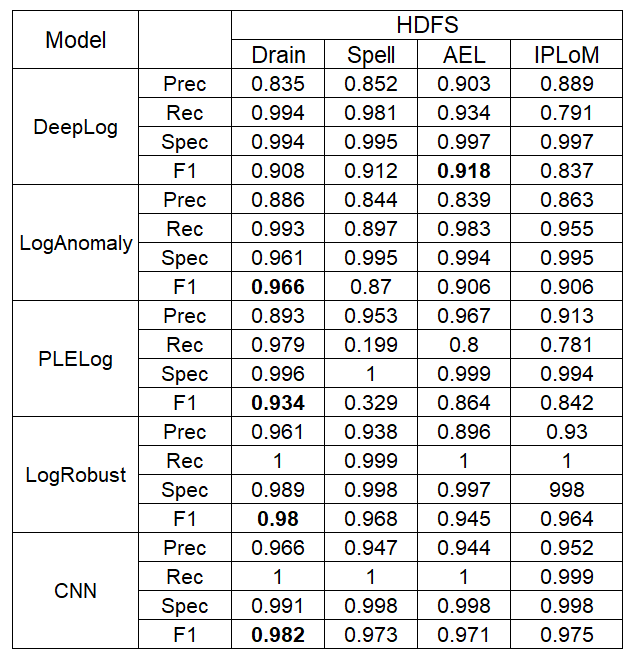 Model HDFS
Drain Spell AEL IPLoM
DeepLog
Prec 0.835 0.852 0.903 0.889
Rec 0.994 0.981 0.934 0.791
Spec 0.994 0.995 0.997 0.997
F1 0.908 0.912 0.918 0.837
LogAnomaly
Prec 0.886 0.844 0.839 0.863
Rec 0.993 0.897 0.983 0.955
Spec 0.961 0.995 0.994 0.995
F1 0.966 0.87 0.906 0.906
PLELog
Prec 0.893 0.953 0.967 0.913
Rec 0.979 0.199 0.8 0.781
Spec 0.996 1 0.999 0.994
F1 0.934 0.329 0.864 0.842
LogRobust
Prec 0.961 0.938 0.896 0.93
Rec 1 0.999 1 1
Spec 0.989 0.998 0.997 998
F1 0.98 0.968 0.945 0.964
CNN
Prec 0.966 0.947 0.944 0.952
Rec 1 1 1 0.999
Spec 0.991 0.998 0.998 0.998
F1 0.982 0.973 0.971 0.975